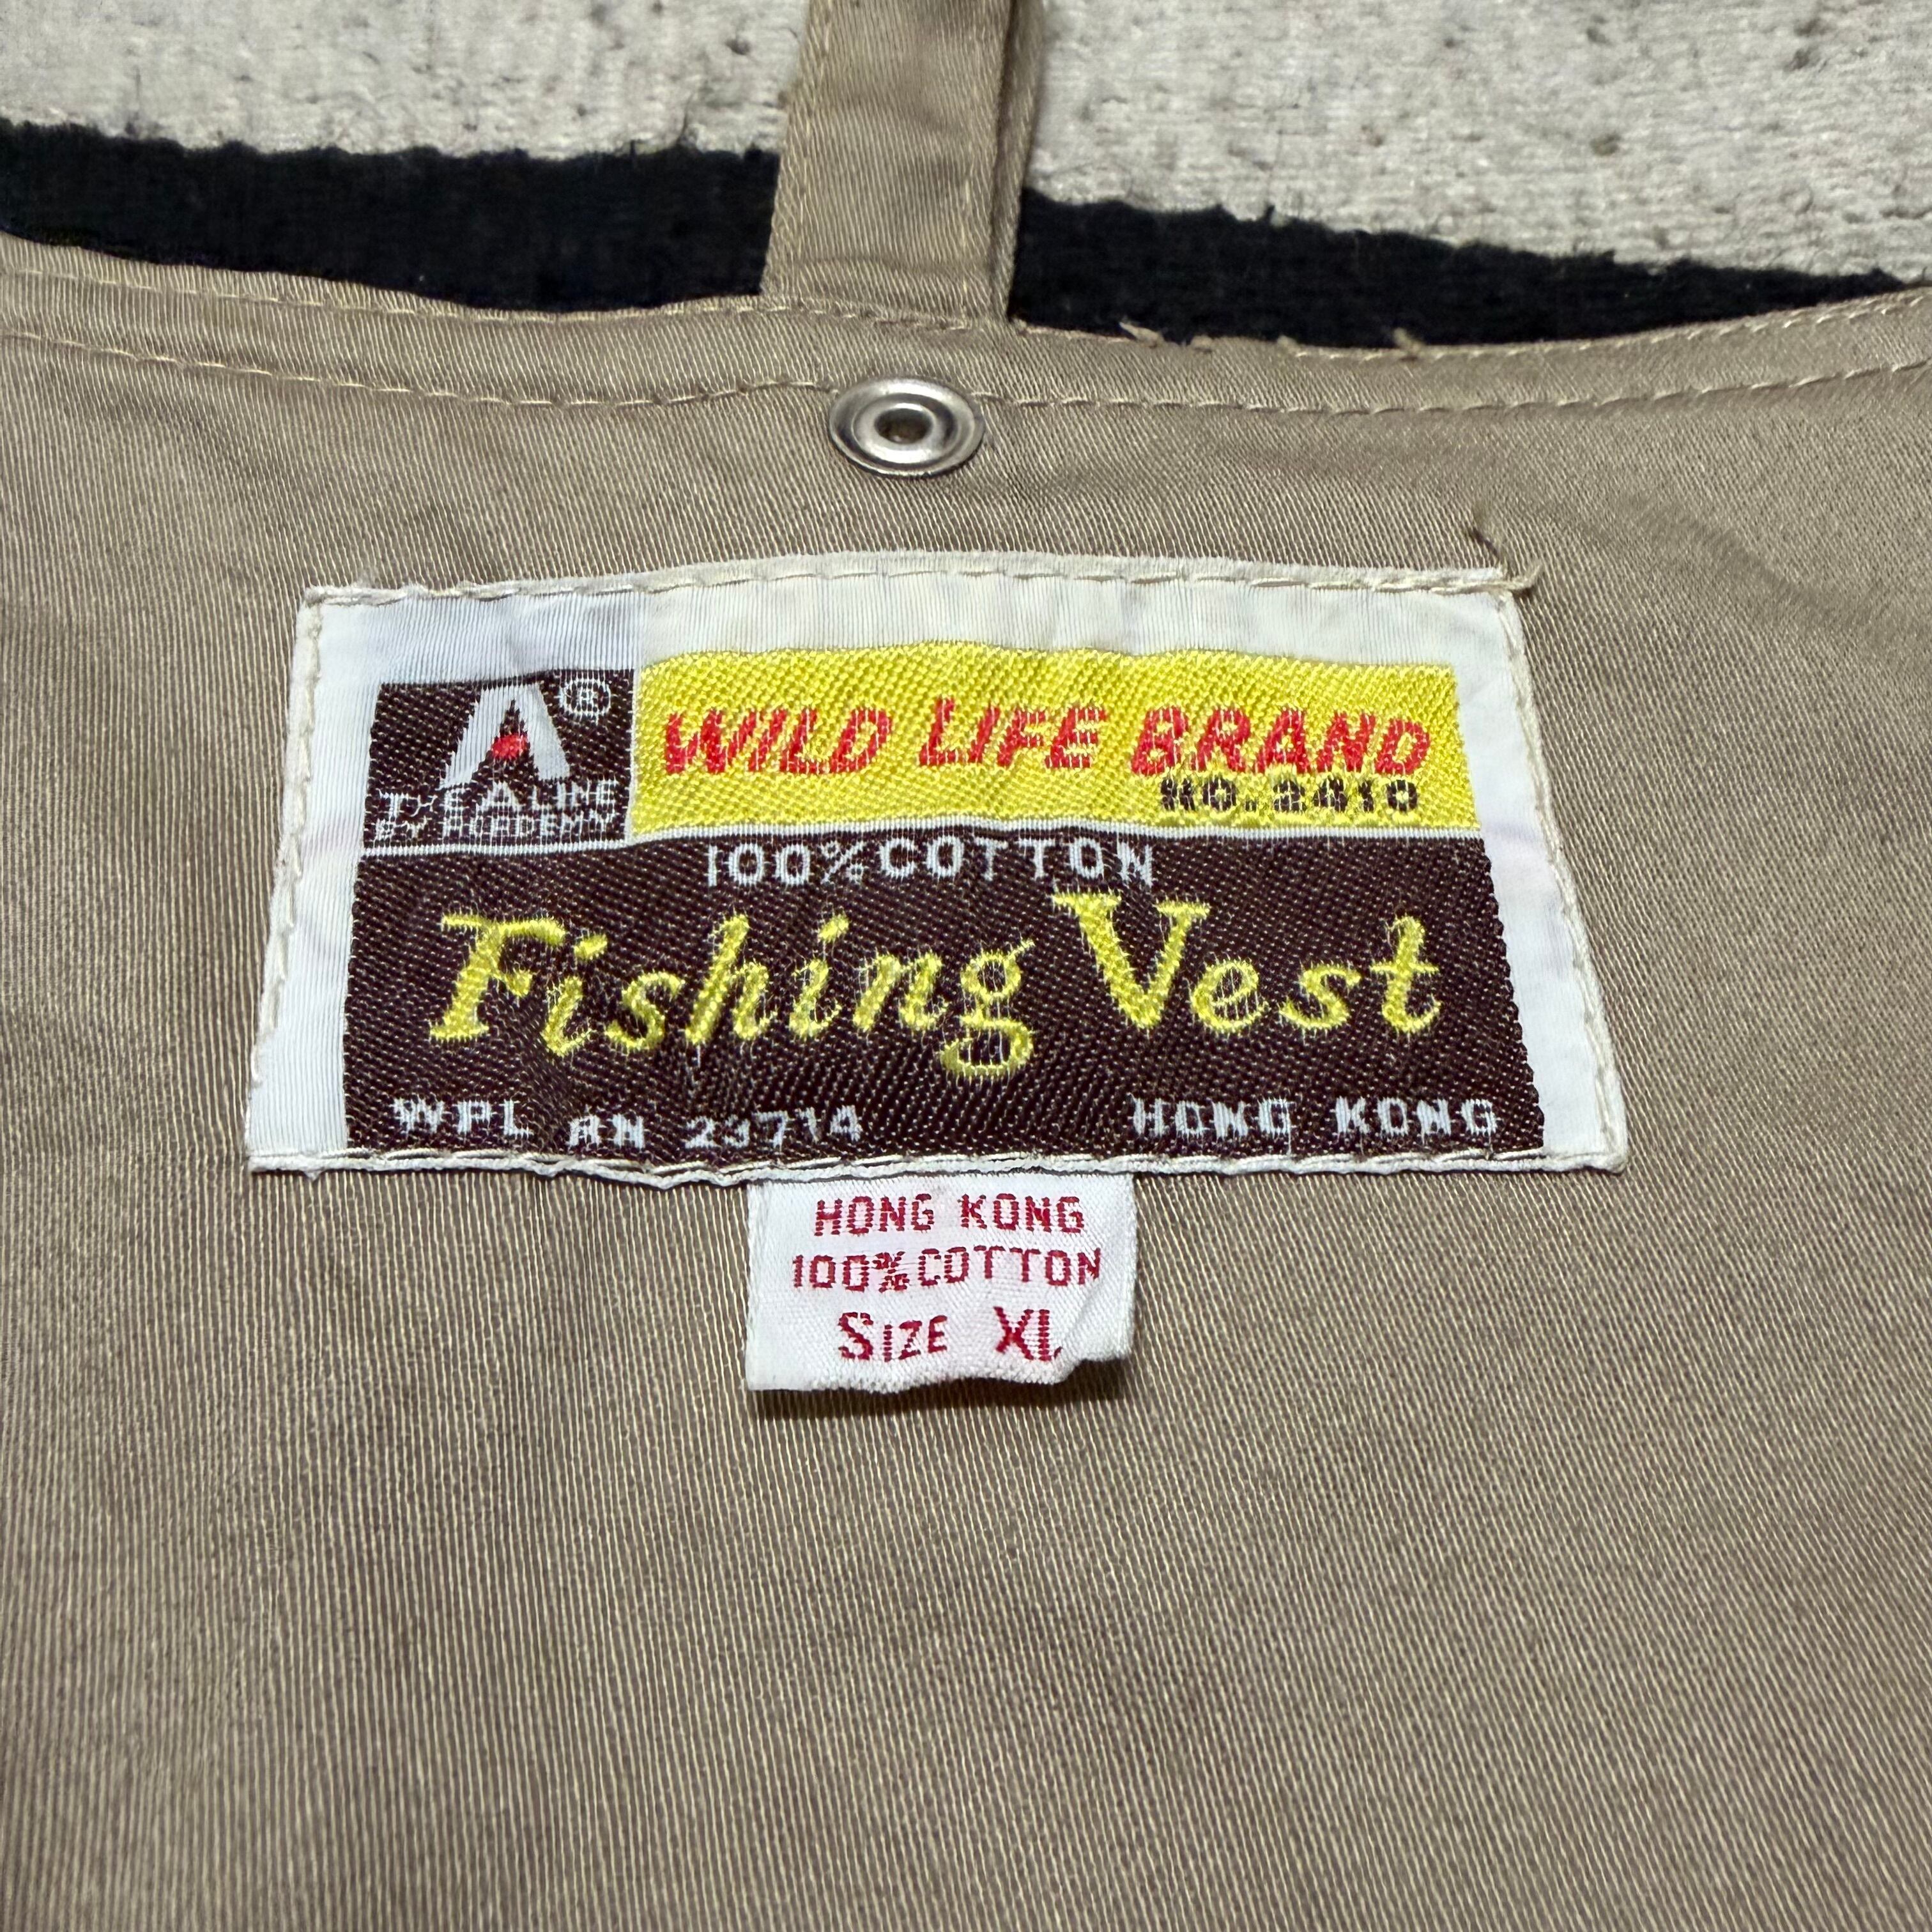 A®
THE A LINE
BY ACADEMY
WILD LIFE BRAND
NO. 2410
100% COTTON
Fishing Vest
WPL RN 23714 HONG KONG
HONG KONG
100% COTTON
SIZE XL